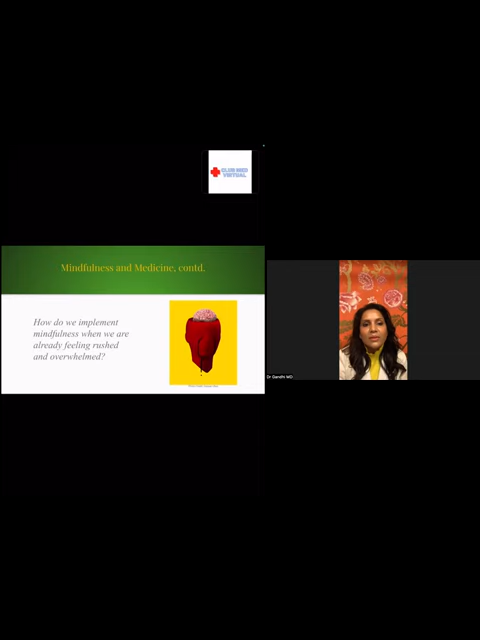 CLUB MED
VIRTUAL
Mindfulness and Medicine, contd.
How do we implement
mindfulness when we are
already feeling rushed
and overwhelmed?
Dr Gandhi MD